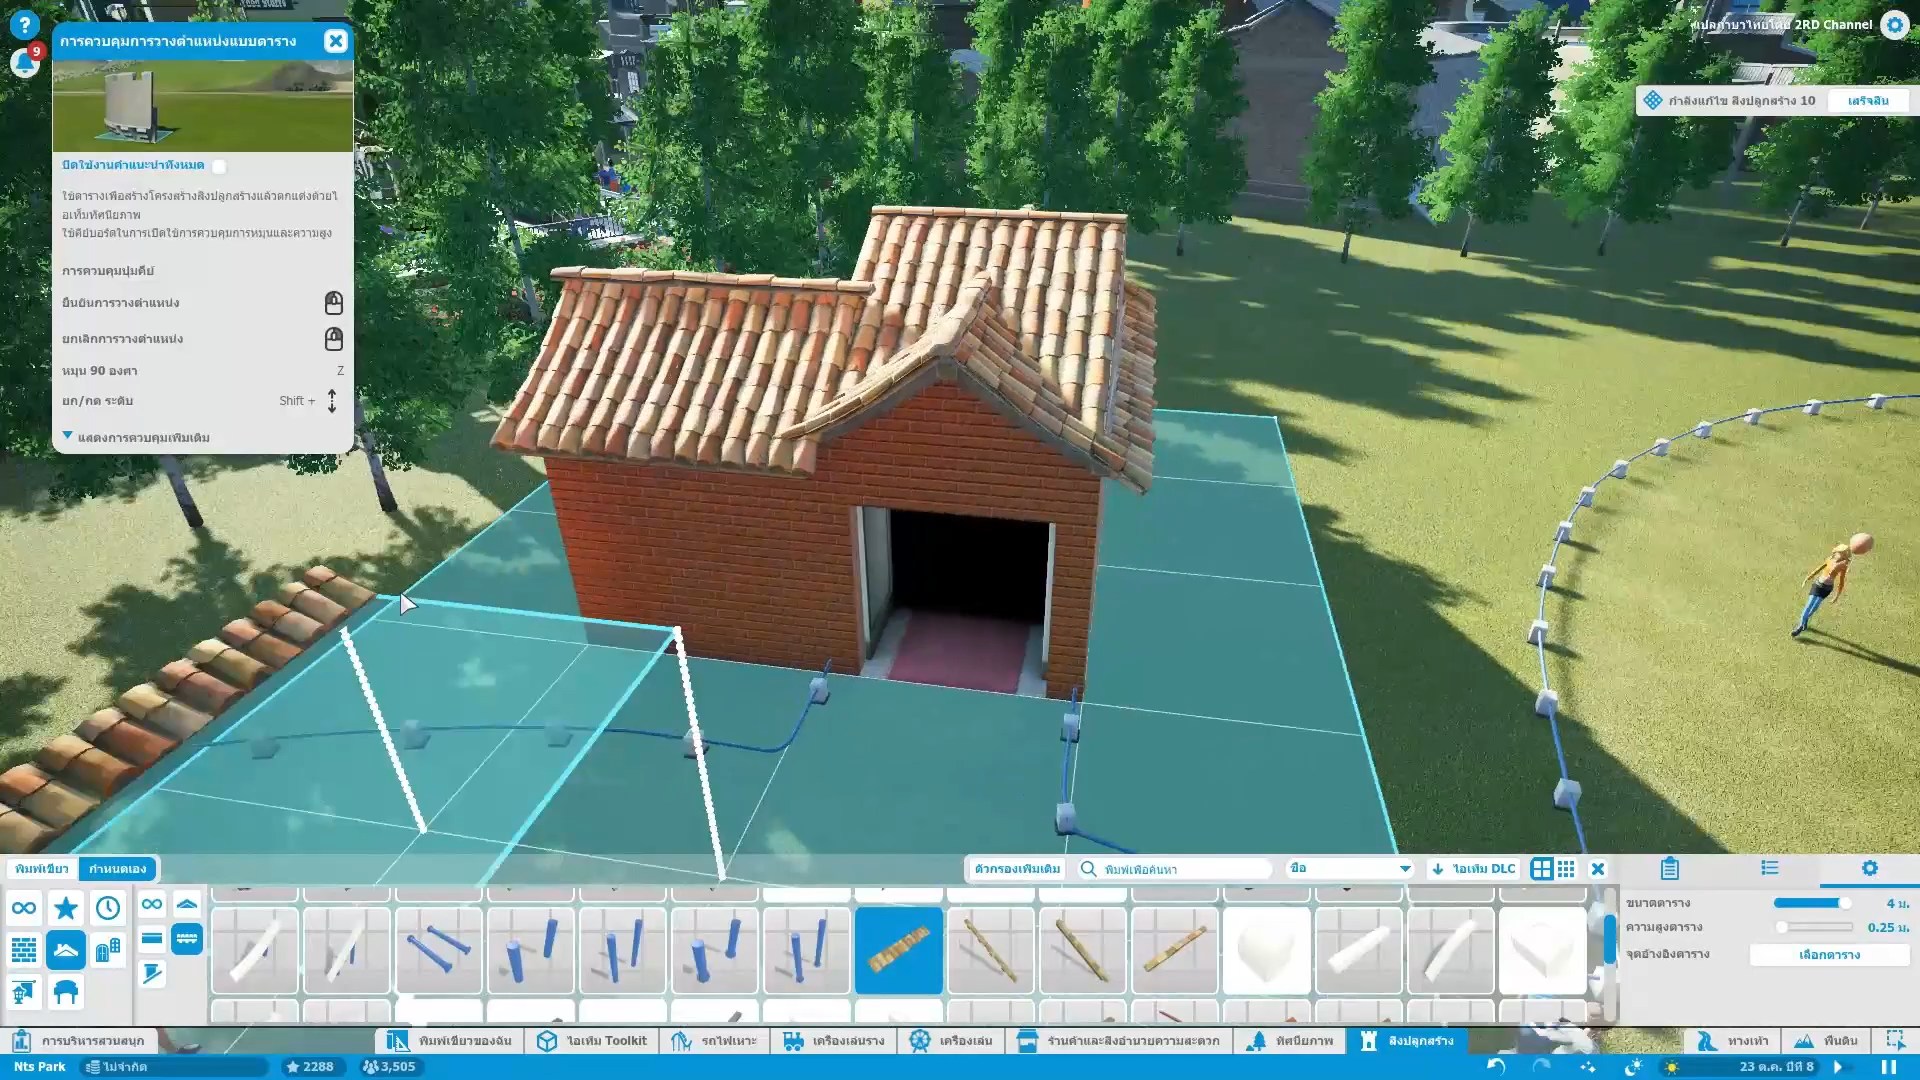 การควบคุมการวางตำแหน่งแบบตาราง
9
แปลภาษาไทยโดย 2RD Channel
กำลังแก้ไข สิ่งปลูกสร้าง 10
เสร็จสิ้น
ปิดใช้งานคำแนะนำทั้งหมด
ใช้ตารางเพื่อสร้างโครงสร้างสิ่งปลูกสร้างแล้วตกแต่งด้วยไ
อเท็มทัศนียภาพ
ใช้คีย์บอร์ดในการเปิดใช้การควบคุมการหมุนและความสูง
การควบคุมปุ่มคีย์
ยืนยันการวางตำแหน่ง
ยกเลิกการวางตำแหน่ง
หมุน 90 องศา Z
ยก/กด ระดับ Shift +
แสดงการควบคุมเพิ่มเติม
พิมพ์เขียว กำหนดเอง
ตัวกรองเพิ่มเติม พิมพ์เพื่อค้นหา ชื่อ ไอเท็ม DLC
ขนาดตาราง 4 ม.
ความสูงตาราง 0.25 ม.
จุดอ้างอิงตาราง เลือกตาราง
การบริหารสวนสนุก พิมพ์เขียวของฉัน ไอเท็ม Toolkit รถไฟเหาะ เครื่องเล่นราง เครื่องเล่น ร้านค้าและสิ่งอำนวยความสะดวก ทัศนียภาพ สิ่งปลูกสร้าง ทางเท้า พื้นดิน
Nts Park ไม่จำกัด 2288 3,505 23 ต.ค. ปีที่ 8